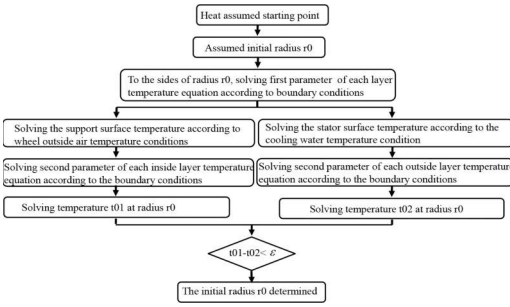 Heat assumed starting point
Assumed initial radius r0
To the sides of radius r0, solving first parameter of each layer
temperature equation according to boundary conditions
Solving the support surface temperature according to
wheel outside air temperature conditions
Solving the stator surface temperature according to the
cooling water temperature condition
Solving second parameter of each inside layer temperature
equation according to the boundary conditions
Solving second parameter of each outside layer temperature
equation according to the boundary conditions
Solving temperature t01 at radius r0
Solving temperature t02 at radius r0
t01-t02< ε
The initial radius r0 determined